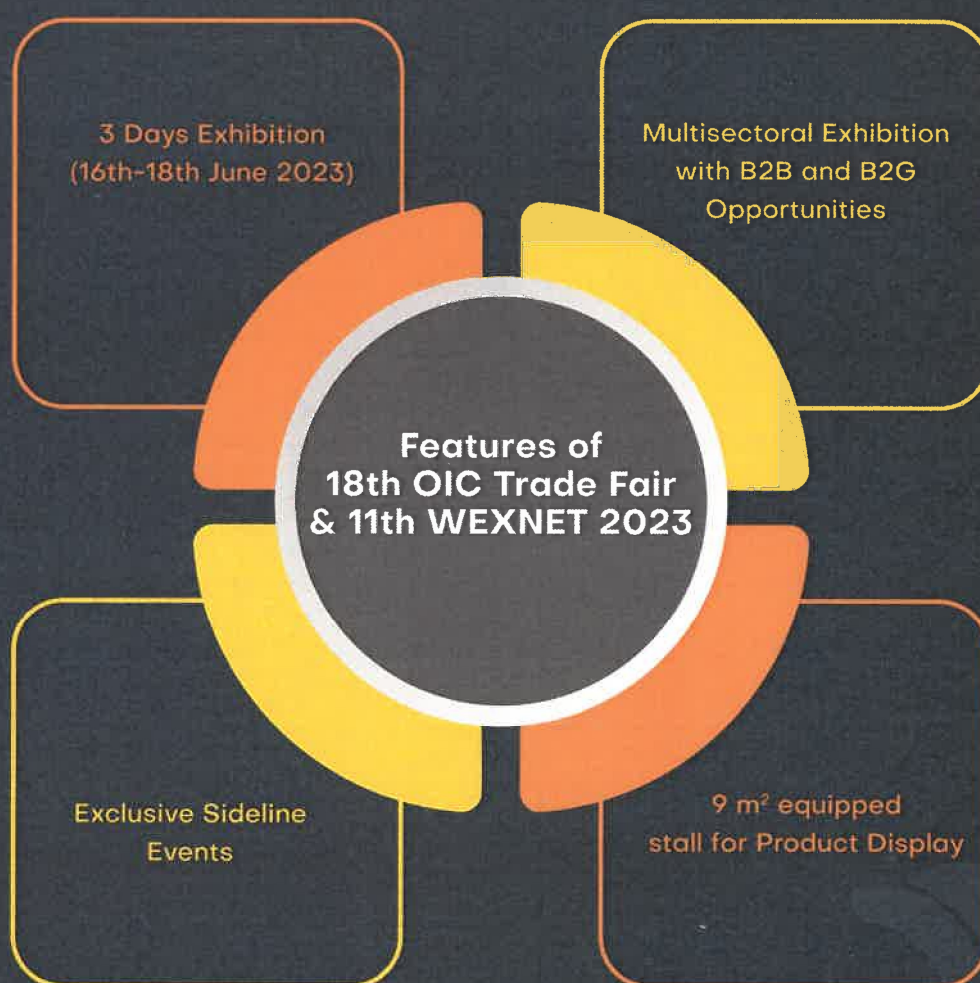 3 Days Exhibition
(16th-18th June 2023)
Multisectoral Exhibition
with B2B and B2G
Opportunities
Features of
18th OIC Trade Fair
& 11th WEXNET 2023
Exclusive Sideline
Events
9 m² equipped
stall for Product Display